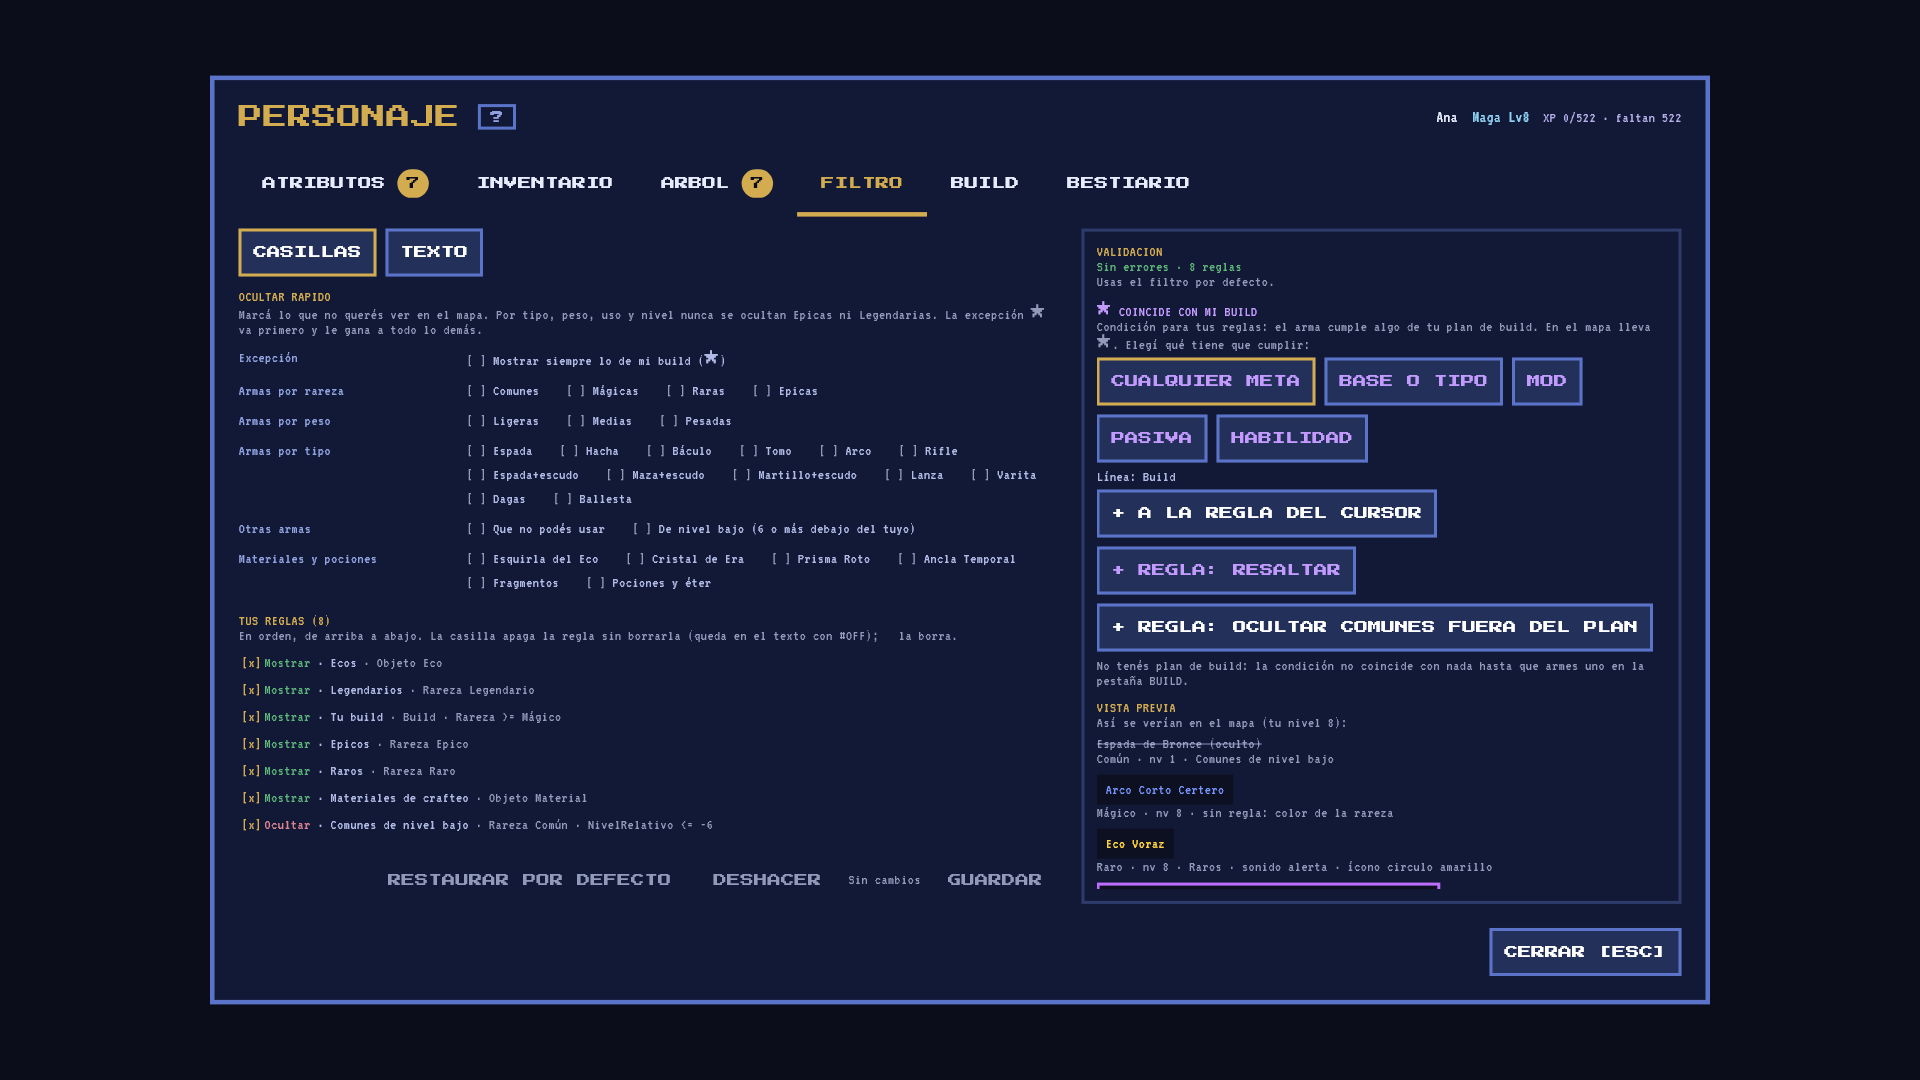 PERSONAJE ?
Ana Maga Lv8 XP 0/522 · faltan 522
ATRIBUTOS 7 INVENTARIO ARBOL 7 FILTRO BUILD BESTIARIO
CASILLAS TEXTO
OCULTAR RAPIDO
Marcá lo que no querés ver en el mapa. Por tipo, peso, uso y nivel nunca se ocultan Epicas ni Legendarias. La excepción ★
va primero y le gana a todo lo demás.
Excepción [ ] Mostrar siempre lo de mi build (★)
Armas por rareza [ ] Comunes [ ] Mágicas [ ] Raras [ ] Epicas
Armas por peso [ ] Ligeras [ ] Medias [ ] Pesadas
Armas por tipo [ ] Espada [ ] Hacha [ ] Báculo [ ] Tomo [ ] Arco [ ] Rifle
[ ] Espada+escudo [ ] Maza+escudo [ ] Martillo+escudo [ ] Lanza [ ] Varita
[ ] Dagas [ ] Ballesta
Otras armas [ ] Que no podés usar [ ] De nivel bajo (6 o más debajo del tuyo)
Materiales y pociones [ ] Esquirla del Eco [ ] Cristal de Era [ ] Prisma Roto [ ] Ancla Temporal
[ ] Fragmentos [ ] Pociones y éter
TUS REGLAS (8)
En orden, de arriba a abajo. La casilla apaga la regla sin borrarla (queda en el texto con #OFF); la borra.
[x] Mostrar · Ecos · Objeto Eco
[x] Mostrar · Legendarios · Rareza Legendario
[x] Mostrar · Tu build · Build · Rareza >= Mágico
[x] Mostrar · Epicos · Rareza Epico
[x] Mostrar · Raros · Rareza Raro
[x] Mostrar · Materiales de crafteo · Objeto Material
[x] Ocultar · Comunes de nivel bajo · Rareza Común · NivelRelativo <= -6
RESTAURAR POR DEFECTO DESHACER Sin cambios GUARDAR
VALIDACION
Sin errores · 8 reglas
Usas el filtro por defecto.
★ COINCIDE CON MI BUILD
Condición para tus reglas: el arma cumple algo de tu plan de build. En el mapa lleva
★. Elegí qué tiene que cumplir:
CUALQUIER META BASE O TIPO MOD
PASIVA HABILIDAD
Línea: Build
+ A LA REGLA DEL CURSOR
+ REGLA: RESALTAR
+ REGLA: OCULTAR COMUNES FUERA DEL PLAN
No tenés plan de build: la condición no coincide con nada hasta que armes uno en la
pestaña BUILD.
VISTA PREVIA
Así se verían en el mapa (tu nivel 8):
Espada de Bronce (oculto)
Común · nv 1 · Comunes de nivel bajo
Arco Corto Certero
Mágico · nv 8 · sin regla: color de la rareza
Eco Voraz
Raro · nv 8 · Raros · sonido alerta · ícono circulo amarillo
CERRAR [ESC]